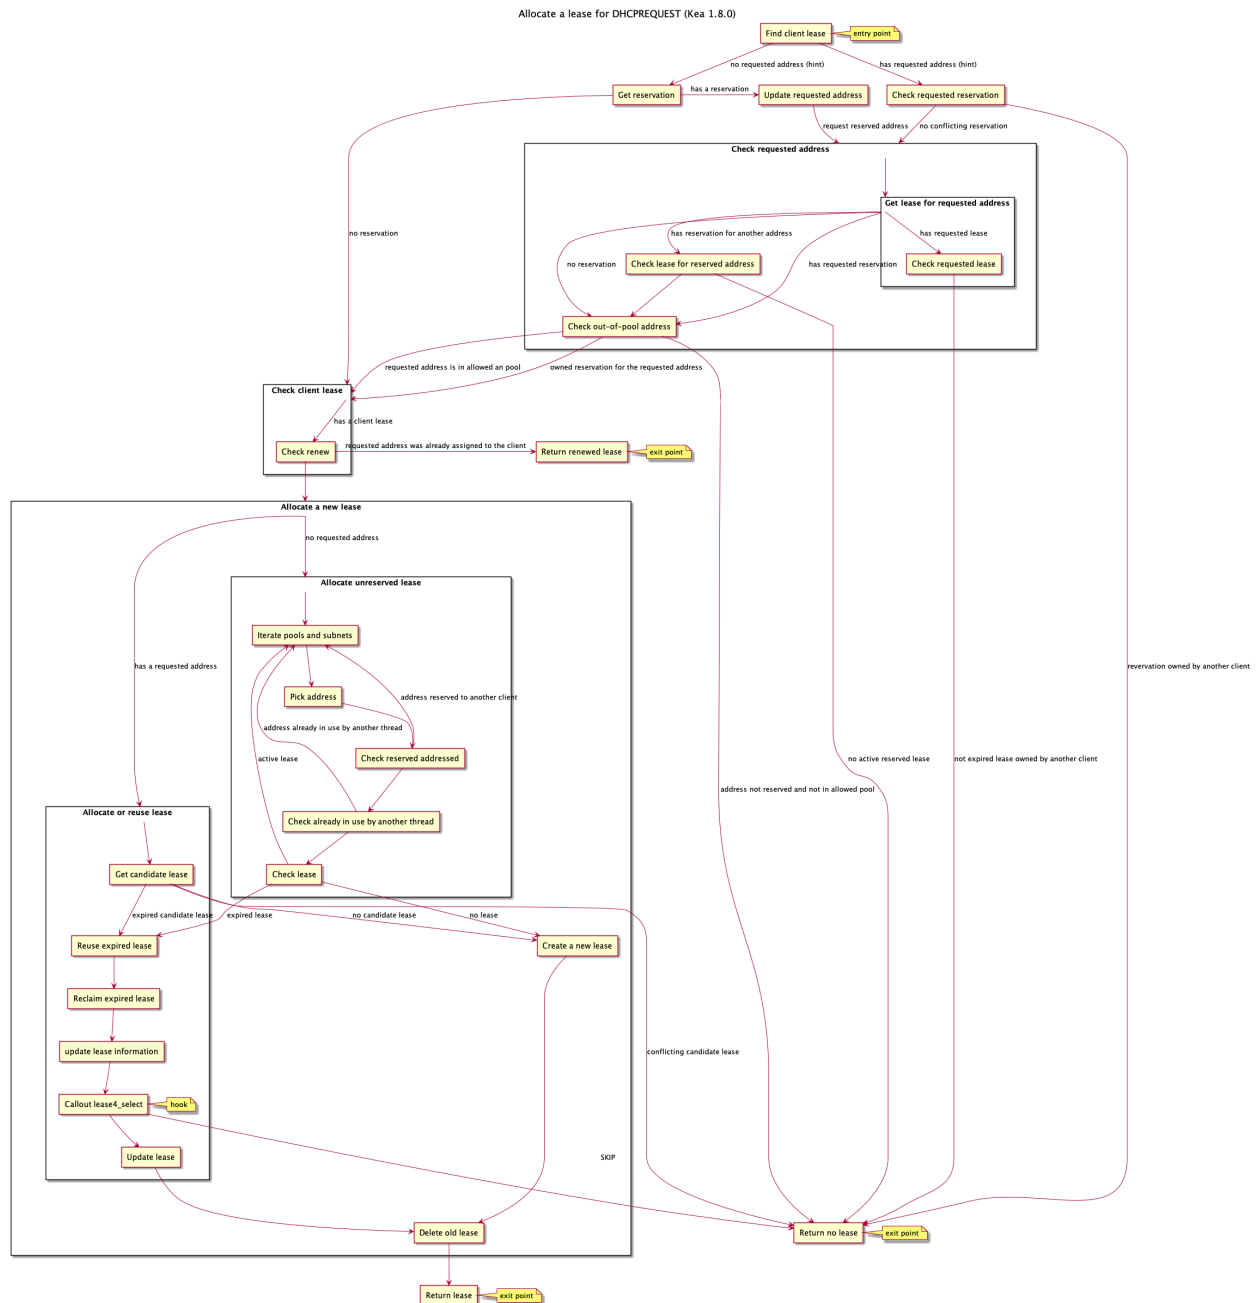 Allocate a lease for DHCPREQUEST (Kea 1.8.0)
Find client lease
entry point
no requested address (hint)
has requested address (hint)
Get reservation
has a reservation
Update requested address
Check requested reservation
request reserved address
no conflicting reservation
Check requested address
Get lease for requested address
no reservation
has reservation for another address
has requested lease
no reservation
Check lease for reserved address
has requested reservation
Check requested lease
Check out-of-pool address
requested address is in allowed an pool
owned reservation for the requested address
Check client lease
has a client lease
Check renew
requested address was already assigned to the client
Return renewed lease
exit point
Allocate a new lease
no requested address
Allocate unreserved lease
Iterate pools and subnets
has a requested address
revervation owned by another client
Pick address
address reserved to another client
address already in use by another thread
active lease
Check reserved addressed
no active reserved lease
not expired lease owned by another client
address not reserved and not in allowed pool
Allocate or reuse lease
Check already in use by another thread
Get candidate lease
Check lease
expired candidate lease
expired lease
no candidate lease
no lease
Reuse expired lease
Create a new lease
Reclaim expired lease
update lease information
conflicting candidate lease
Callout lease4_select
hook
Update lease
SKIP
Delete old lease
Return no lease
exit point
Return lease
exit point